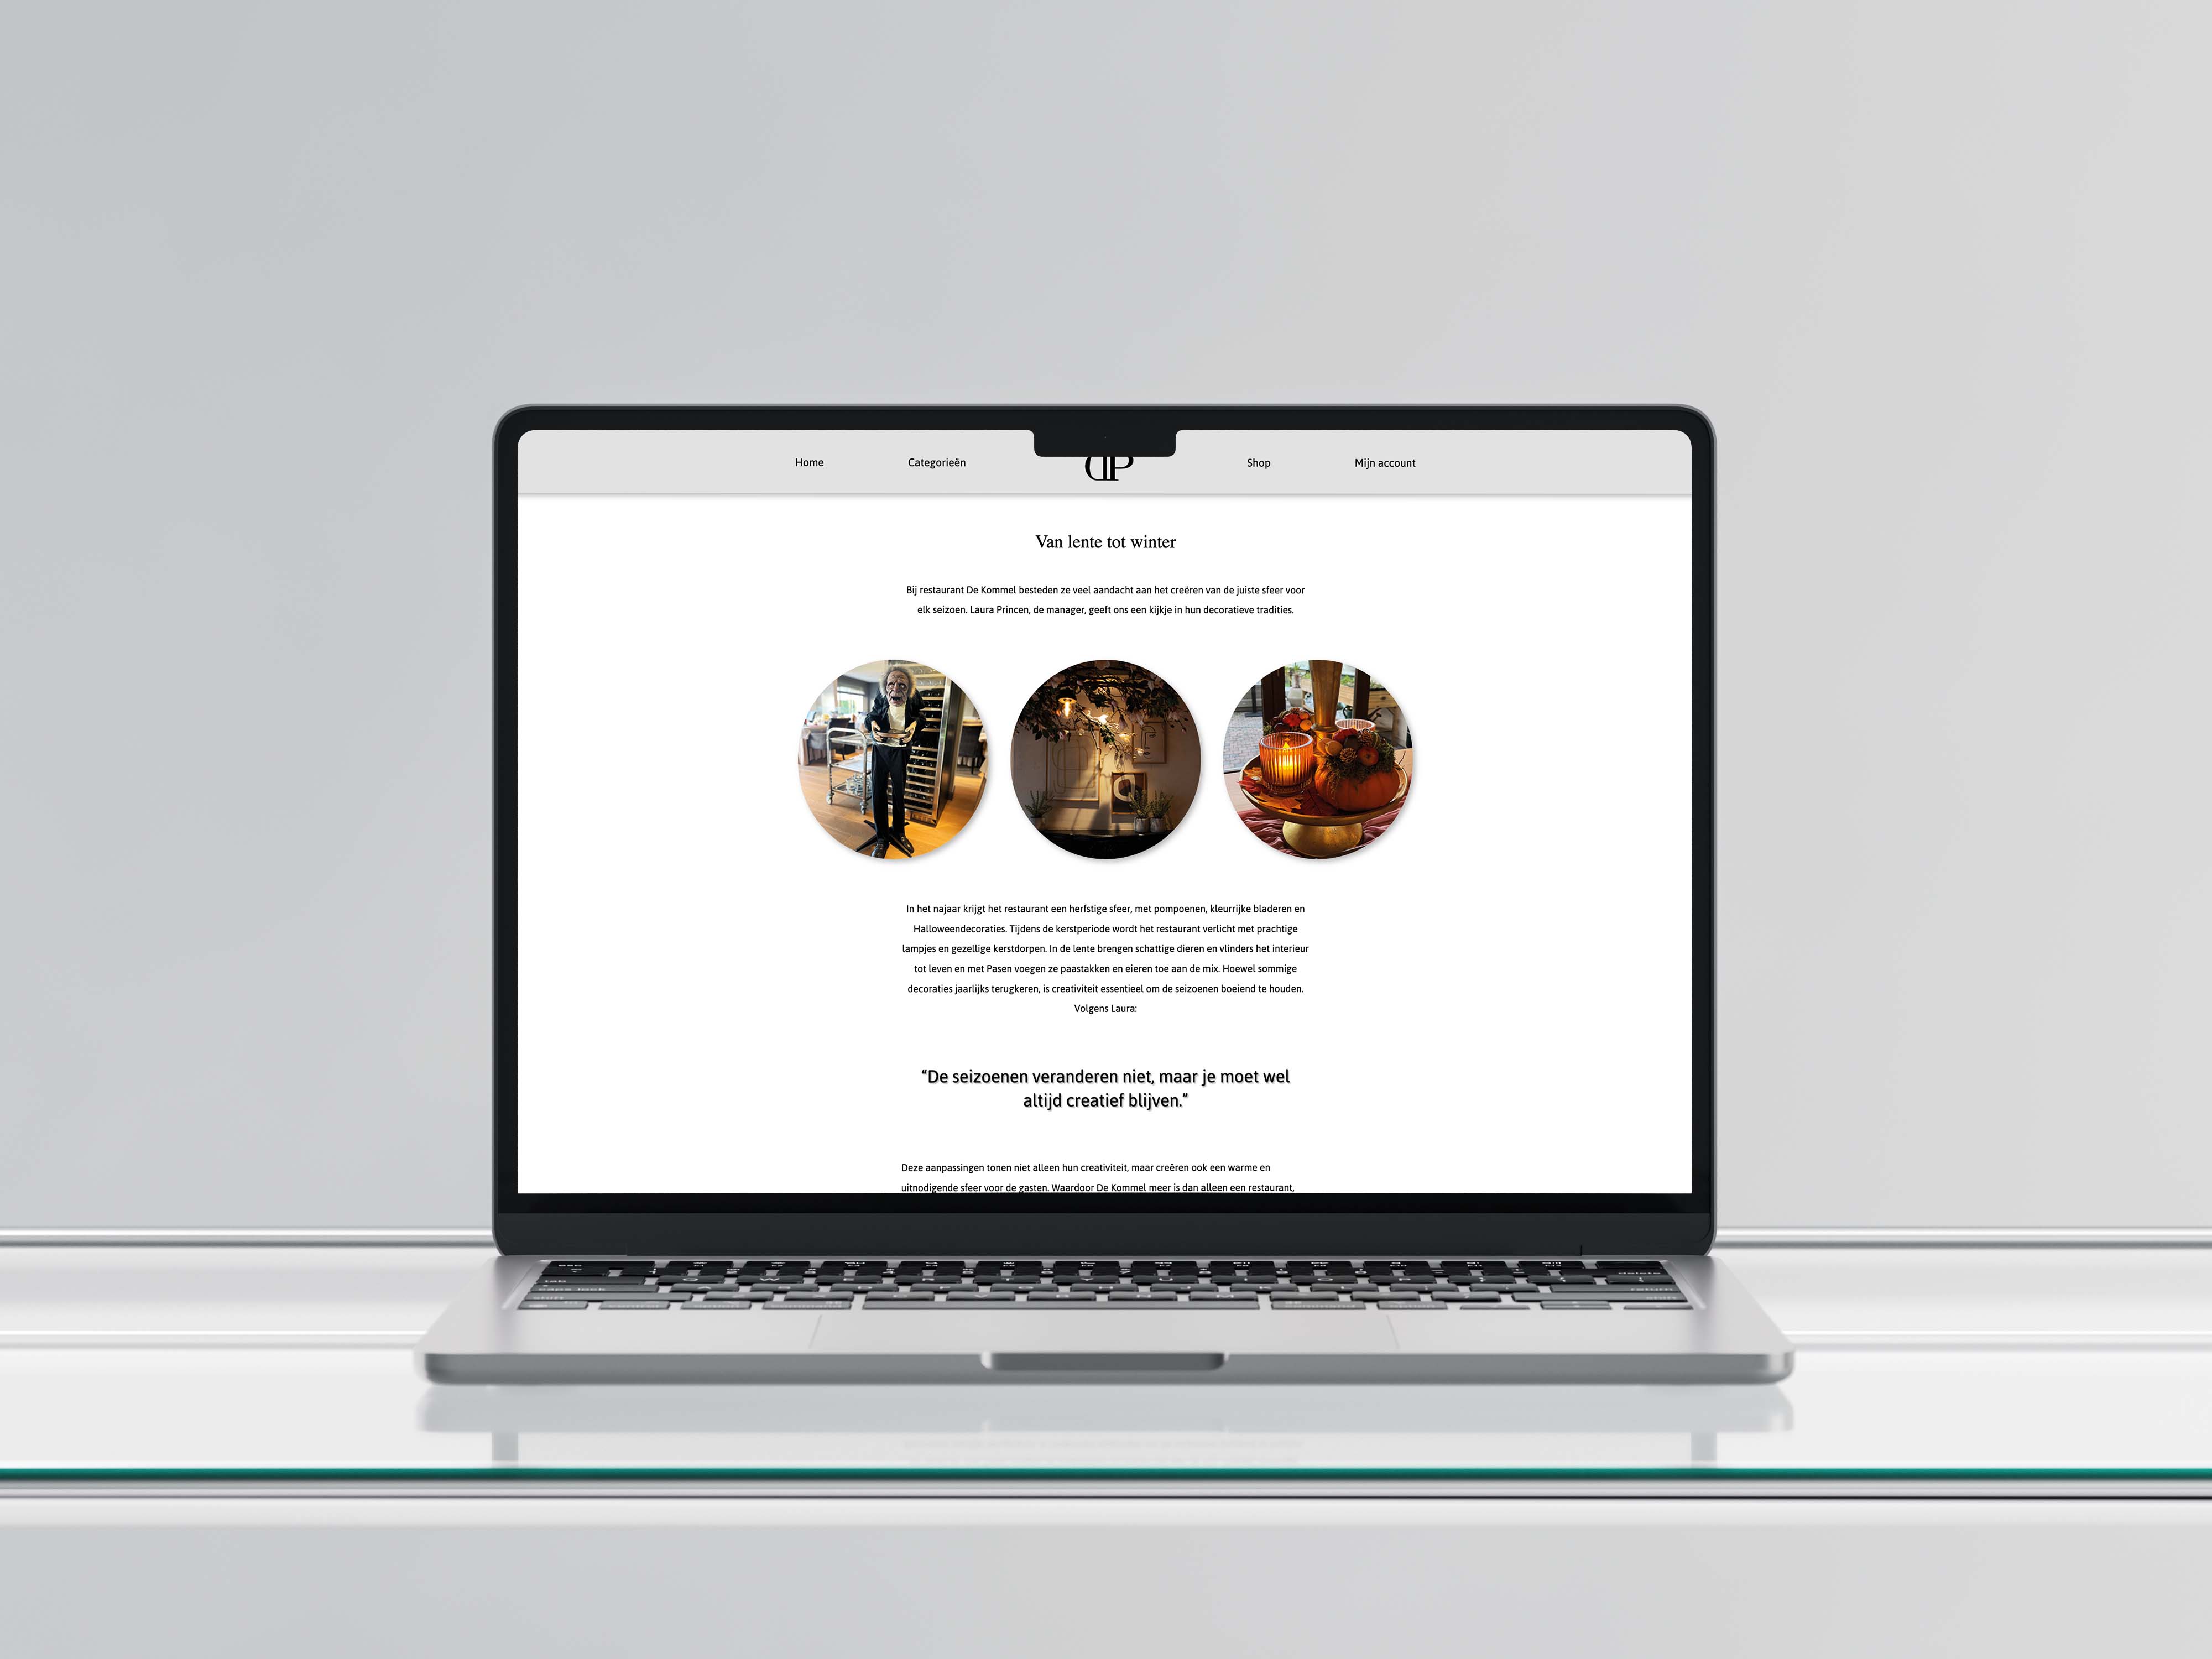 Home Categorieën Shop Mijn account
Van lente tot winter
Bij restaurant De Kommel besteden ze veel aandacht aan het creëren van de juiste sfeer voor
elk seizoen. Laura Princen, de manager, geeft ons een kijkje in hun decoratieve tradities.
In het najaar krijgt het restaurant een herfstige sfeer, met pompoenen, kleurrijke bladeren en
Halloweendecoraties. Tijdens de kerstperiode wordt het restaurant verlicht met prachtige
lampjes en gezellige kerstdorpen. In de lente brengen schattige dieren en vlinders het interieur
tot leven en met Pasen voegen ze paastakken en eieren toe aan de mix. Hoewel sommige
decoraties jaarlijks terugkeren, is creativiteit essentieel om de seizoenen boeiend te houden.
Volgens Laura:
“De seizoenen veranderen niet, maar je moet wel
altijd creatief blijven.”
Deze aanpassingen tonen niet alleen hun creativiteit, maar creëren ook een warme en
uitnodigende sfeer voor de gasten. Waardoor De Kommel meer is dan alleen een restaurant,